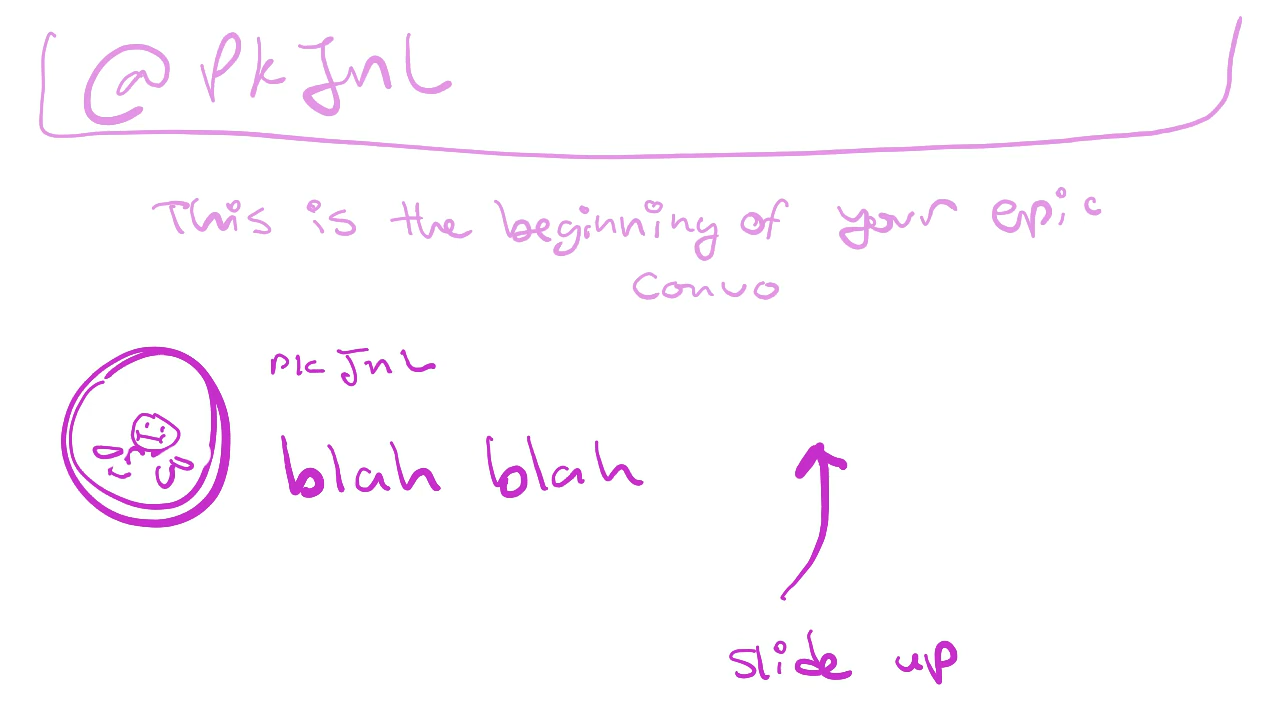 @PkJnL
This is the beginning of your epic
convo
PkJnL
blah blah
slide up